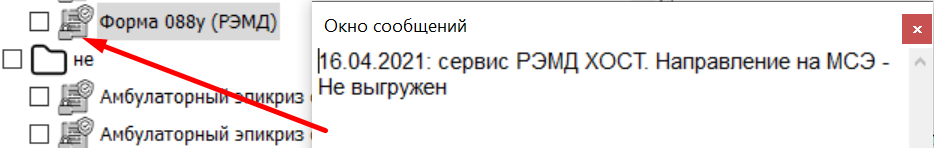 Форма 088у (РЭМД)
не
Амбулаторный эпикриз
Амбулаторный эпикриз
Окно сообщений
16.04.2021: сервис РЭМД ХОСТ. Направление на МСЭ -
Не выгружен